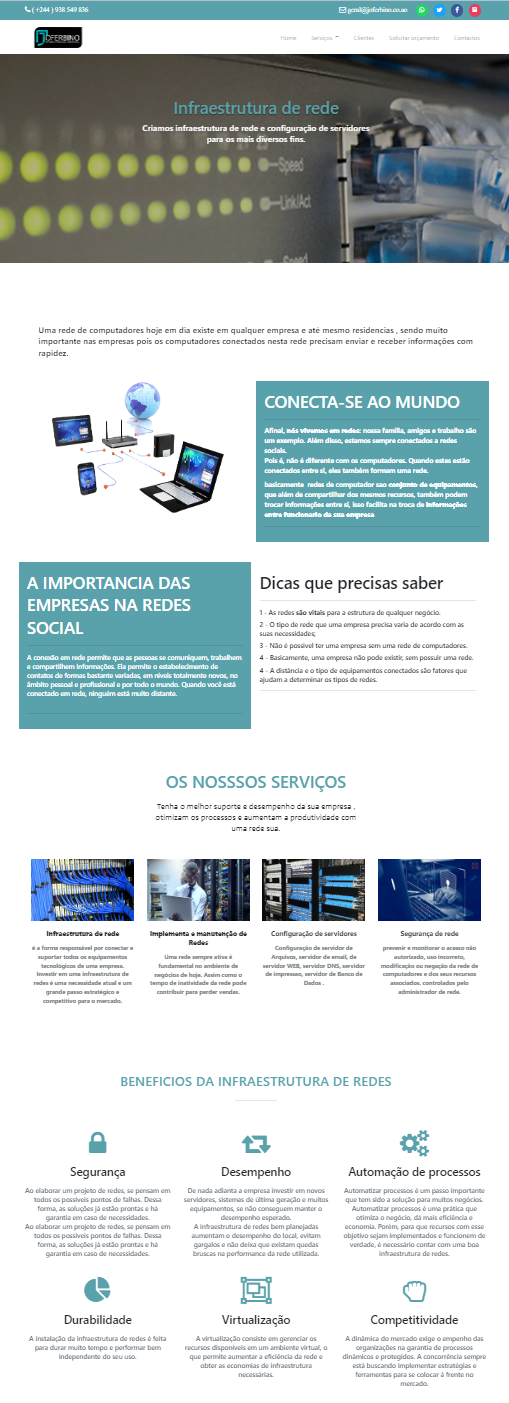 ( +244 ) 938 549 836
geral@joferbino.co.ao
JOFERBINO
Home
Serviços
Clientes
Solicitar orçamento
Contactos
Infraestrutura de rede
Criamos infraestrutura de rede e configuração de servidores
para os mais diversos fins.
Speed
Link/Act
Speed
Uma rede de computadores hoje em dia existe em qualquer empresa e até mesmo residencias , sendo muito
importante nas empresas pois os computadores conectados nesta rede precisam enviar e receber informações com
rapidez.
CONECTA-SE AO MUNDO
Afinal, nós vivemos em redes: nossa família, amigos e trabalho são
um exemplo. Além disso, estamos sempre conectados a redes
sociais.
Pois é, não é diferente com os computadores. Quando estes estão
conectados entre si, eles também formam uma rede.
basicamente redes de computador sao conjunto de equipamentos,
que além de compartilhar dos mesmos recursos, também podem
trocar informações entre si, isso facilita na troca de informações
entre funcionario da sua empresa
A IMPORTANCIA DAS
EMPRESAS NA REDES
SOCIAL
A conexão em rede permite que as pessoas se comuniquem, trabalhem
e compartilhem informações. Ela permite o estabelecimento de
contatos de formas bastante variadas, em níveis totalmente novos, no
âmbito pessoal e profissional e por todo o mundo. Quando você está
conectado em rede, ninguém está muito distante.
Dicas que precisas saber
1 - As redes são vitais para a estrutura de qualquer negócio.
2 - O tipo de rede que uma empresa precisa varia de acordo com as
suas necessidades;
3 - Não é possível ter uma empresa sem uma rede de computadores.
4 - Basicamente, uma empresa não pode existir, sem possuir uma rede.
4 - A distância e o tipo de equipamentos conectados são fatores que
ajudam a determinar os tipos de redes.
OS NOSSSOS SERVIÇOS
Tenha o melhor suporte e desempenho da sua empresa ,
otimizam os processos e aumentam a produtividade com
uma rede sua.
Infraestrutura de rede
é a forma responsável por conectar e
suportar todos os equipamentos
tecnológicos de uma empresa.
Investir em uma infraestrutura de
redes é uma necessidade atual e um
grande passo estratégico e
competitivo para o mercado.
Implementa e manutenção de
Redes
Uma rede sempre ativa é
fundamental no ambiente de
negócios de hoje. Assim como o
tempo de inatividade da rede pode
contribuir para perder vendas.
Configuração de servidores
Configuração de servidor de
Arquivos, servidor de email, de
servidor WEB, servidor DNS, servidor
de impressao, servidor de Banco de
Dados .
Segurança de rede
prevenir e monitorar o acesso não
autorizado, uso incorreto,
modificação ou negação da rede de
computadores e dos seus recursos
associados, controlados pelo
administrador de rede.
BENEFICIOS DA INFRAESTRUTURA DE REDES
Segurança
Ao elaborar um projeto de redes, se pensam em
todos os possíveis pontos de falhas. Dessa
forma, as soluções já estão prontas e há
garantia em caso de necessidades.
Ao elaborar um projeto de redes, se pensam em
todos os possíveis pontos de falhas. Dessa
forma, as soluções já estão prontas e há
garantia em caso de necessidades.
Desempenho
De nada adianta a empresa investir em novos
servidores, sistemas de última geração e muitos
equipamentos, se não conseguem manter o
desempenho esperado.
A infraestrutura de redes bem planejadas
aumentam o desempenho do local, evitam
gargalos e não deixa que existam quedas
bruscas na performance da rede utilizada.
Automação de processos
Automatizar processos é um passo importante
que tem sido a solução para muitos negócios.
Automatizar processos é uma prática que
otimiza o negócio, dá mais eficiência e
economia. Porém, para que recursos com esse
objetivo sejam implementados e funcionem de
verdade, é necessário contar com uma boa
infraestrutura de redes.
Durabilidade
A instalação da infraestrutura de redes é feita
para durar muito tempo e performar bem
independente do seu uso.
Virtualização
A virtualização consiste em gerenciar os
recursos disponíveis em um ambiente virtual, o
que permite aumentar a eficiência da rede e
obter as economias de infraestrutura
necessárias.
Competitividade
A dinâmica do mercado exige o empenho das
organizações na garantia de processos
dinâmicos e protegidos. A concorrência sempre
está buscando implementar estratégias e
ferramentas para se colocar à frente no
mercado.